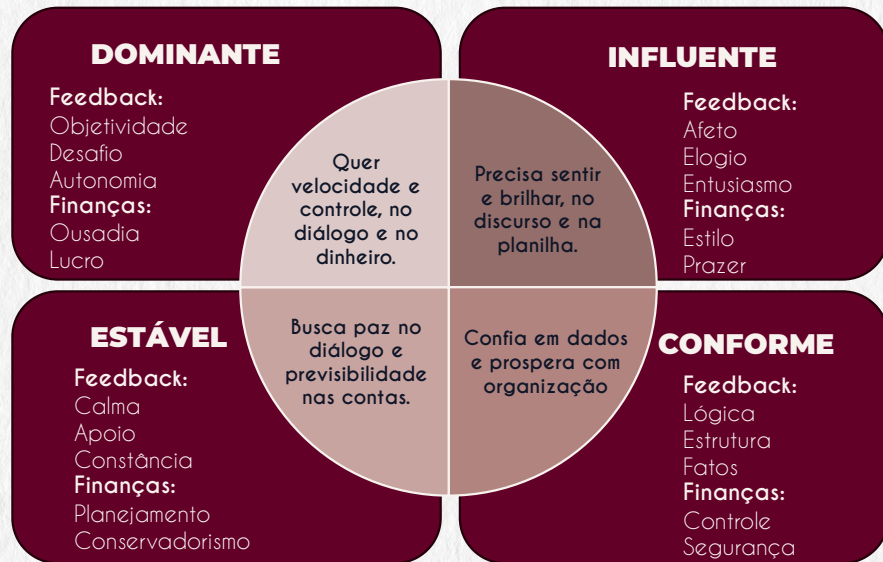 DOMINANTE
Feedback:
Objetividade
Desafio
Autonomia
Finanças:
Ousadia
Lucro
Quer
velocidade e
controle, no
diálogo e no
dinheiro.
INFLUENTE
Feedback:
Afeto
Elogio
Entusiasmo
Finanças:
Estilo
Prazer
Precisa sentir
e brilhar, no
discurso e na
planilha.
ESTÁVEL
Feedback:
Calma
Apoio
Constância
Finanças:
Planejamento
Conservadorismo
Busca paz no
diálogo e
previsibilidade
nas contas.
CONFORME
Feedback:
Lógica
Estrutura
Fatos
Finanças:
Controle
Segurança
Confia em dados
e prospera com
organização